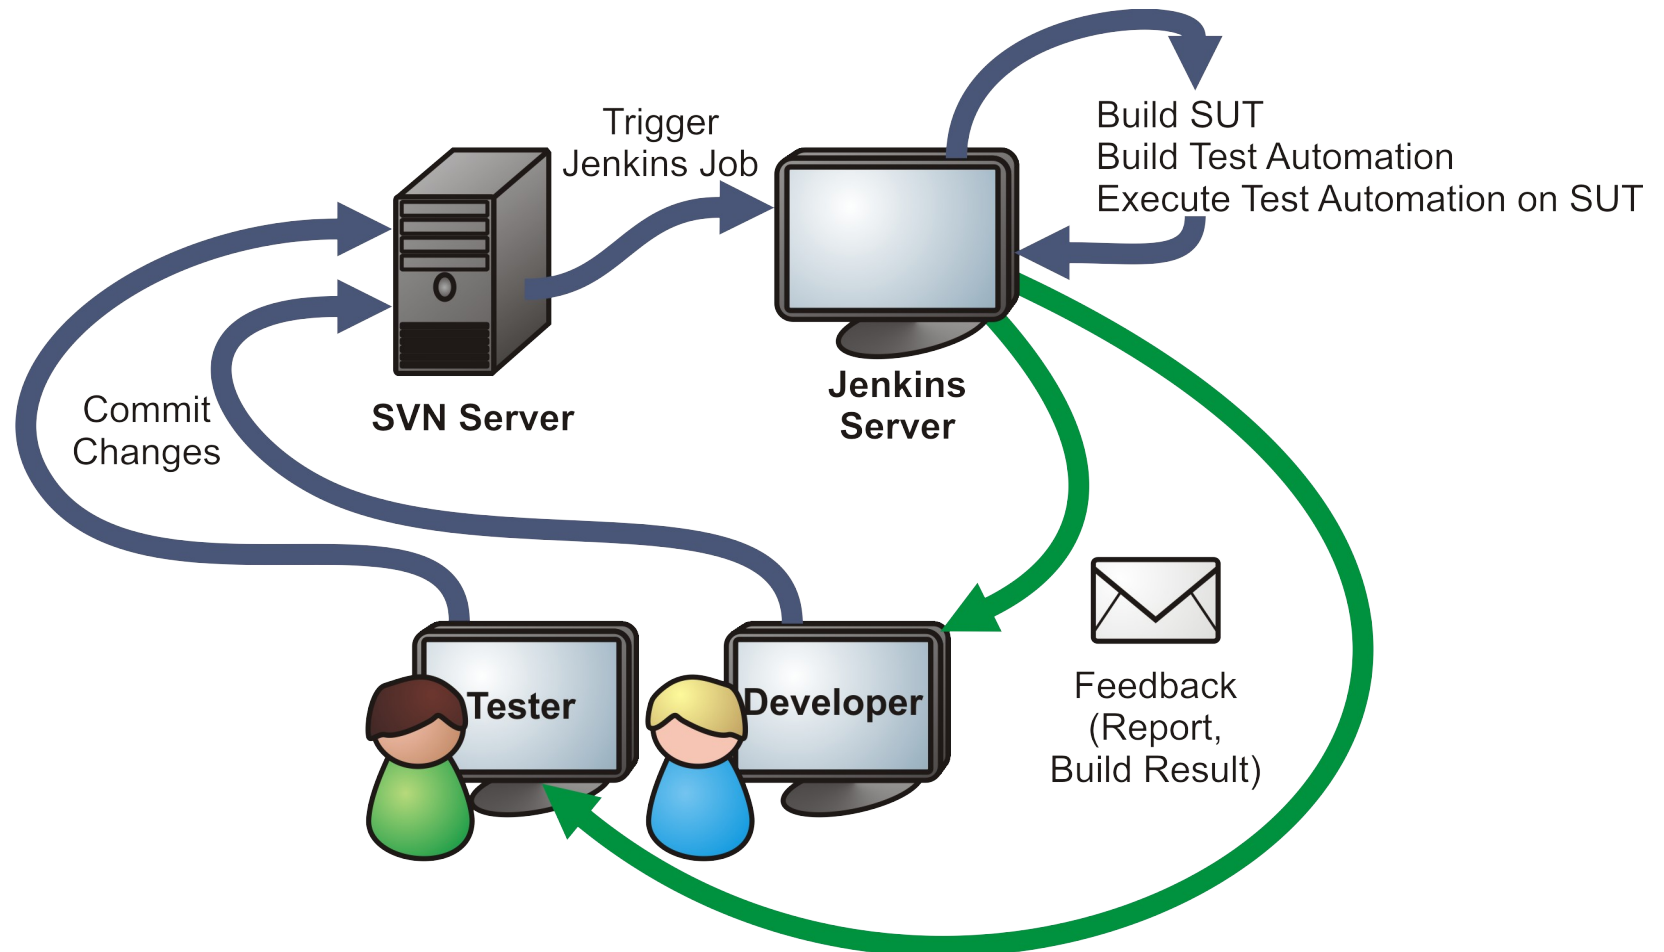 Trigger
Jenkins Job
Build SUT
Build Test Automation
Execute Test Automation on SUT
Commit
Changes
SVN Server
Jenkins
Server
Tester
Developer
Feedback
(Report,
Build Result)